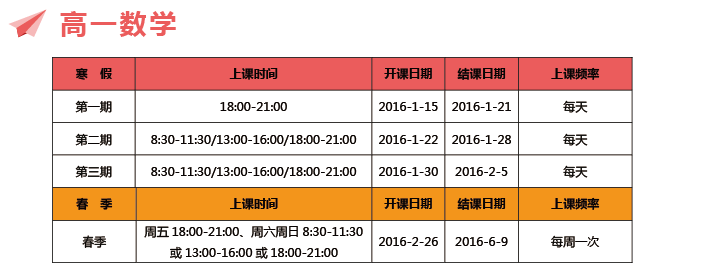 高一数学
寒 假 上课时间 开课日期 结课日期 上课频率
第一期 18:00-21:00 2016-1-15 2016-1-21 每天
第二期 8:30-11:30/13:00-16:00/18:00-21:00 2016-1-22 2016-1-28 每天
第三期 8:30-11:30/13:00-16:00/18:00-21:00 2016-1-30 2016-2-5 每天
春 季 上课时间 开课日期 结课日期 上课频率
春季 周五 18:00-21:00、周六周日 8:30-11:30 2016-2-26 2016-6-9 每周一次
或 13:00-16:00 或 18:00-21:00